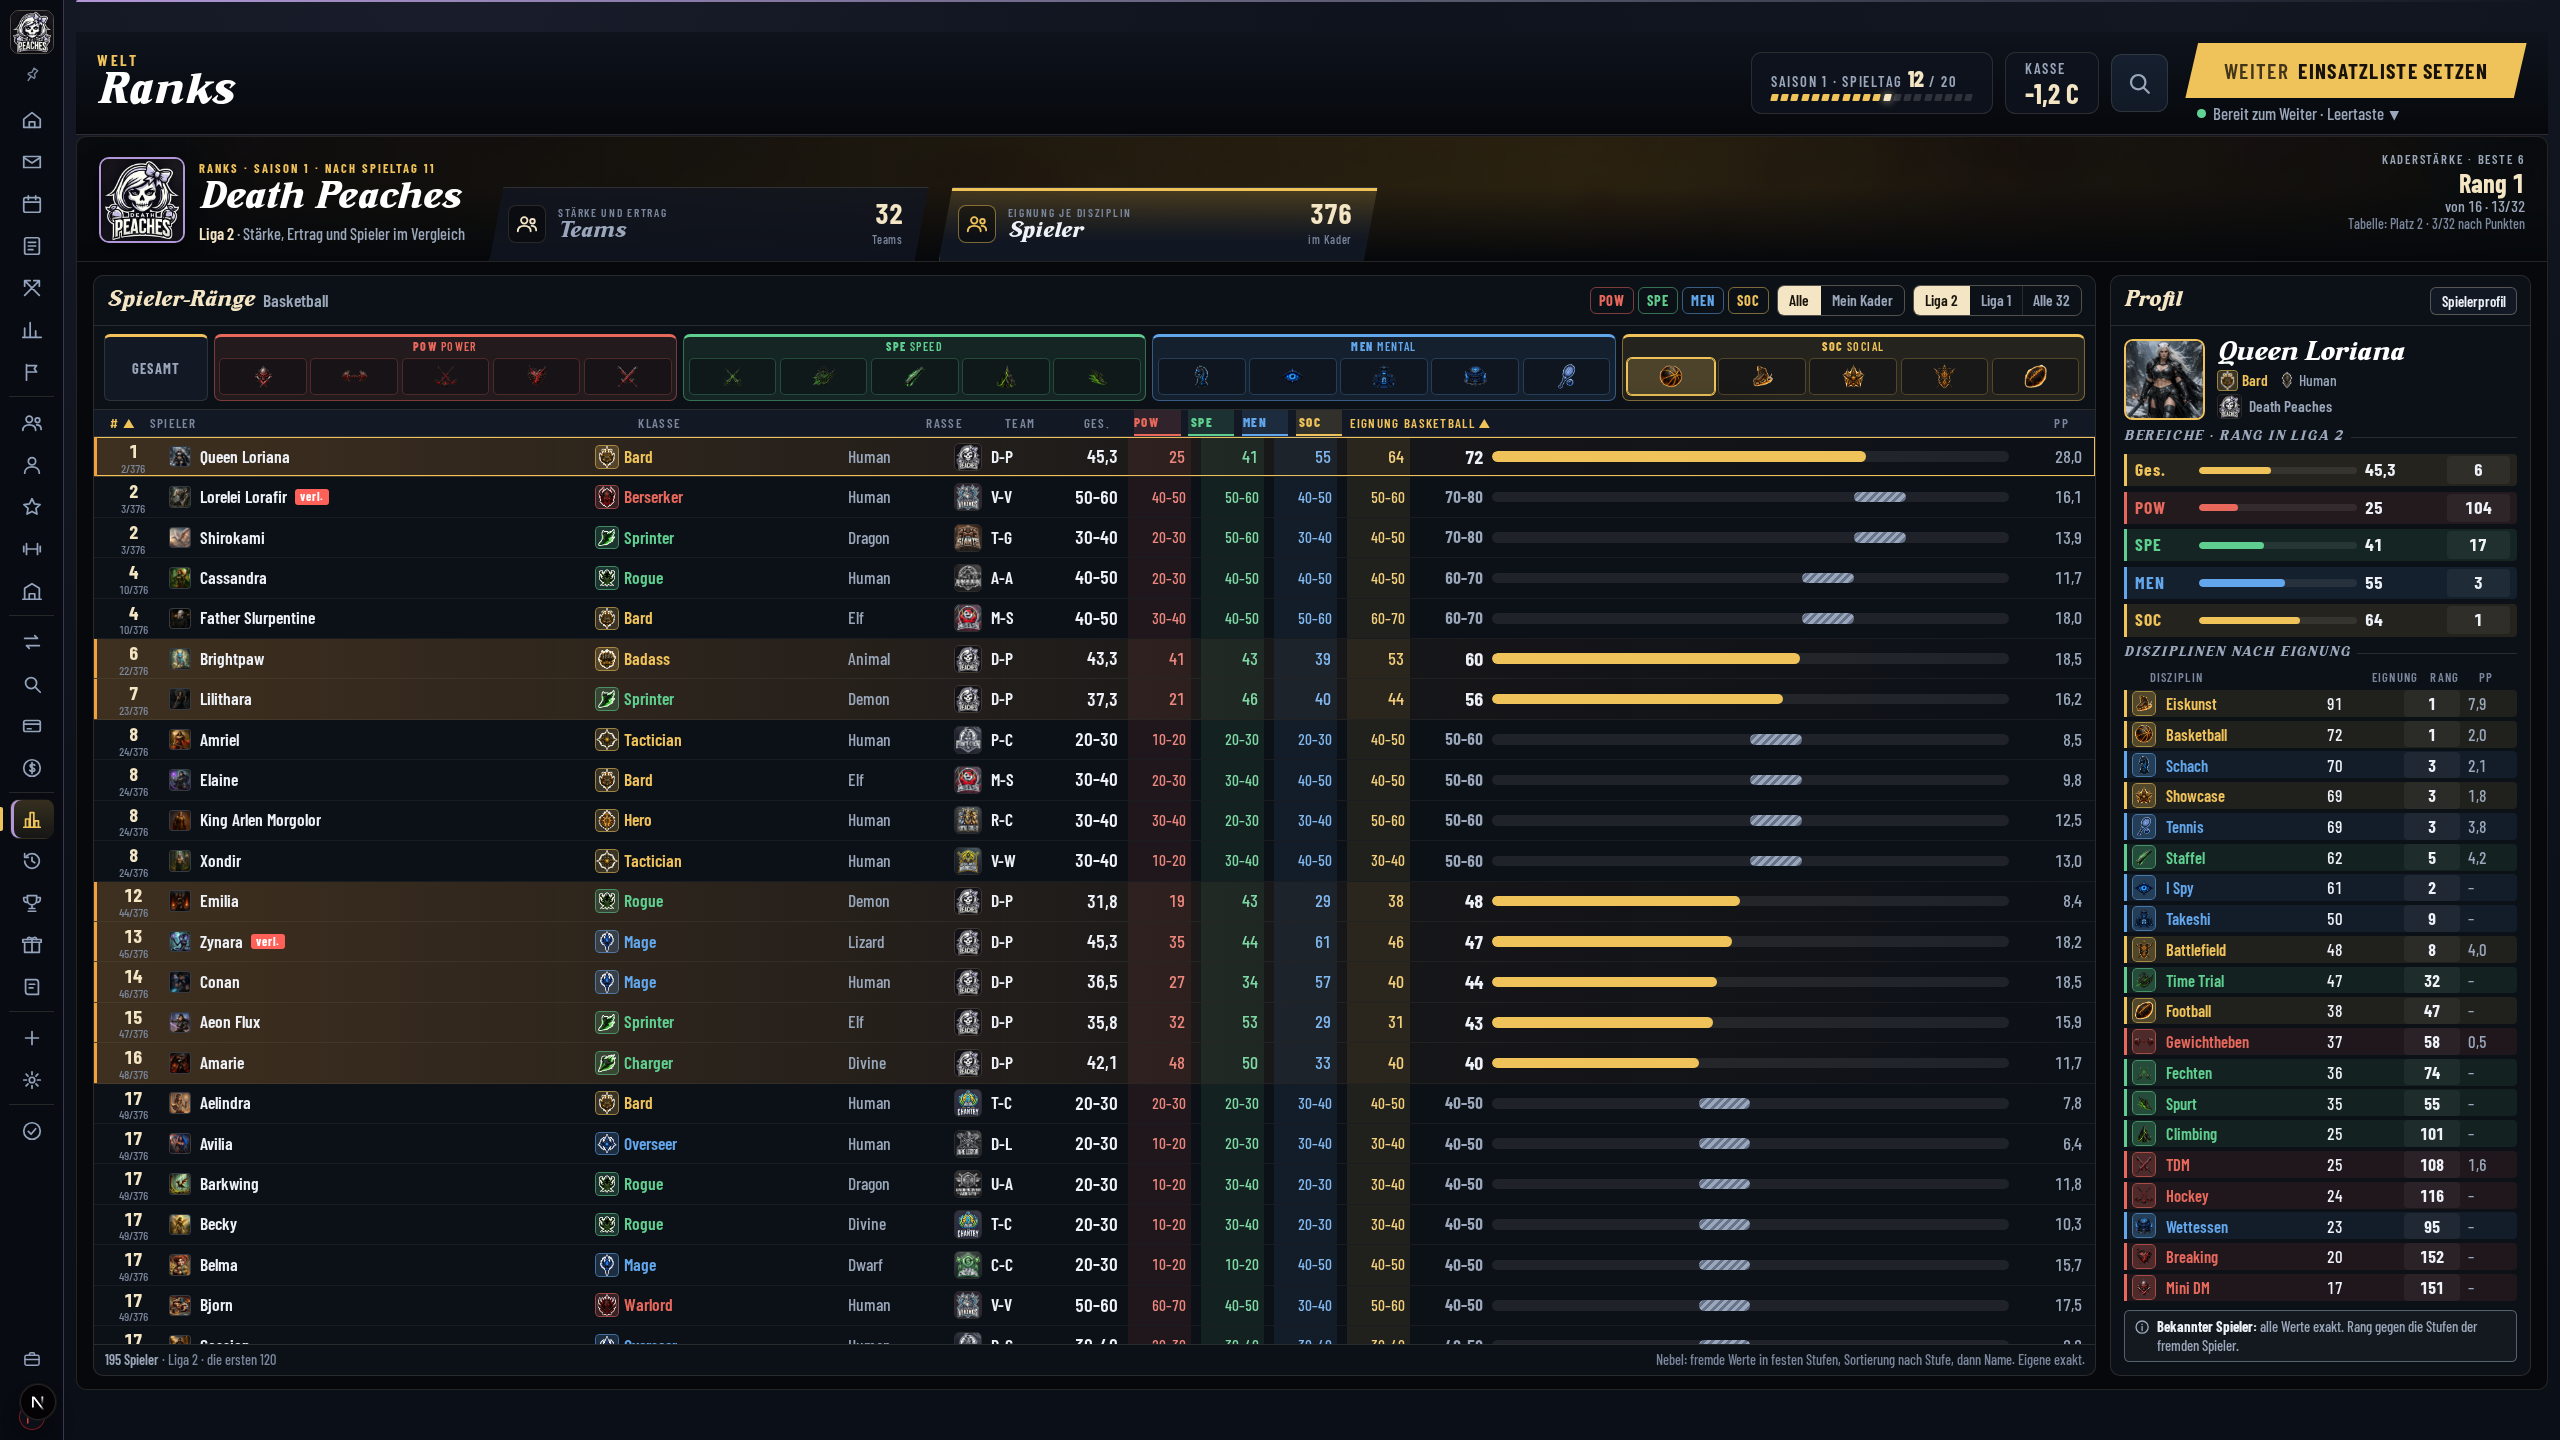 WELT
Ranks
SAISON 1 · SPIELTAG 12 / 20
KASSE
-1,2 C
WEITER EINSATZLISTE SETZEN
Bereit zum Weiter · Leertaste ▼
RANKS · SAISON 1 · NACH SPIELTAG 11
Death Peaches
Liga 2 · Stärke, Ertrag und Spieler im Vergleich
STÄRKE UND ERTRAG
Teams
32
Teams
EIGNUNG JE DISZIPLIN
Spieler
376
im Kader
KADERSTÄRKE · BESTE 6
Rang 1
von 16 · 13/32
Tabelle: Platz 2 · 3/32 nach Punkten
Spieler-Ränge Basketball
POW SPE MEN SOC Alle Mein Kader Liga 2 Liga 1 Alle 32
GESAMT
POW POWER
SPE SPEED
MEN MENTAL
SOC SOCIAL
# ▲ SPIELER KLASSE RASSE TEAM GES. POW SPE MEN SOC EIGNUNG BASKETBALL ▲ PP
1 2/376 Queen Loriana Bard Human D-P 45,3 25 41 55 64 72 28,0
2 3/376 Lorelei Lorafir verl. Berserker Human V-V 50-60 40-50 50-60 40-50 50-60 70-80 16,1
2 3/376 Shirokami Sprinter Dragon T-G 30-40 20-30 50-60 30-40 40-50 70-80 13,9
4 10/376 Cassandra Rogue Human A-A 40-50 20-30 40-50 40-50 40-50 60-70 11,7
4 10/376 Father Slurpentine Bard Elf M-S 40-50 30-40 40-50 50-60 60-70 60-70 18,0
6 22/376 Brightpaw Badass Animal D-P 43,3 41 43 39 53 60 18,5
7 23/376 Lilithara Sprinter Demon D-P 37,3 21 46 40 44 56 16,2
8 24/376 Amriel Tactician Human P-C 20-30 10-20 20-30 20-30 40-50 50-60 8,5
8 24/376 Elaine Bard Elf M-S 30-40 20-30 30-40 40-50 40-50 50-60 9,8
8 24/376 King Arlen Morgolor Hero Human R-C 30-40 30-40 20-30 30-40 50-60 50-60 12,5
8 24/376 Xondir Tactician Human V-W 30-40 10-20 30-40 40-50 30-40 50-60 13,0
12 44/376 Emilia Rogue Demon D-P 31,8 19 43 29 38 48 8,4
13 45/376 Zynara verl. Mage Lizard D-P 45,3 35 44 61 46 47 18,2
14 46/376 Conan Mage Human D-P 36,5 27 34 57 40 44 18,5
15 47/376 Aeon Flux Sprinter Elf D-P 35,8 32 53 29 31 43 15,9
16 48/376 Amarie Charger Divine D-P 42,1 48 50 33 40 40 11,7
17 49/376 Aelindra Bard Human T-C 20-30 20-30 20-30 30-40 40-50 40-50 7,8
17 49/376 Avilia Overseer Human D-L 20-30 10-20 20-30 30-40 30-40 40-50 6,4
17 49/376 Barkwing Rogue Dragon U-A 20-30 10-20 30-40 20-30 30-40 40-50 11,8
17 49/376 Becky Rogue Divine T-C 20-30 10-20 30-40 20-30 30-40 40-50 10,3
17 49/376 Belma Mage Dwarf C-C 20-30 10-20 10-20 40-50 40-50 40-50 15,7
17 49/376 Bjorn Warlord Human V-V 50-60 60-70 40-50 30-40 50-60 40-50 17,5
17
195 Spieler · Liga 2 · die ersten 120
Nebel: fremde Werte in festen Stufen, Sortierung nach Stufe, dann Name. Eigene exakt.
Profil
Spielerprofil
Queen Loriana
Bard Human
Death Peaches
BEREICHE · RANG IN LIGA 2
Ges. 45,3 6
POW 25 104
SPE 41 17
MEN 55 3
SOC 64 1
DISZIPLINEN NACH EIGNUNG
DISZIPLIN EIGNUNG RANG PP
Eiskunst 91 1 7,9
Basketball 72 1 2,0
Schach 70 3 2,1
Showcase 69 3 1,8
Tennis 69 3 3,8
Staffel 62 5 4,2
I Spy 61 2 –
Takeshi 50 9 –
Battlefield 48 8 4,0
Time Trial 47 32 –
Football 38 47 –
Gewichtheben 37 58 0,5
Fechten 36 74 –
Spurt 35 55 –
Climbing 25 101 –
TDM 25 108 1,6
Hockey 24 116 –
Wettessen 23 95 –
Breaking 20 152 –
Mini DM 17 151 –
Bekannter Spieler: alle Werte exakt. Rang gegen die Stufen der
fremden Spieler.
N